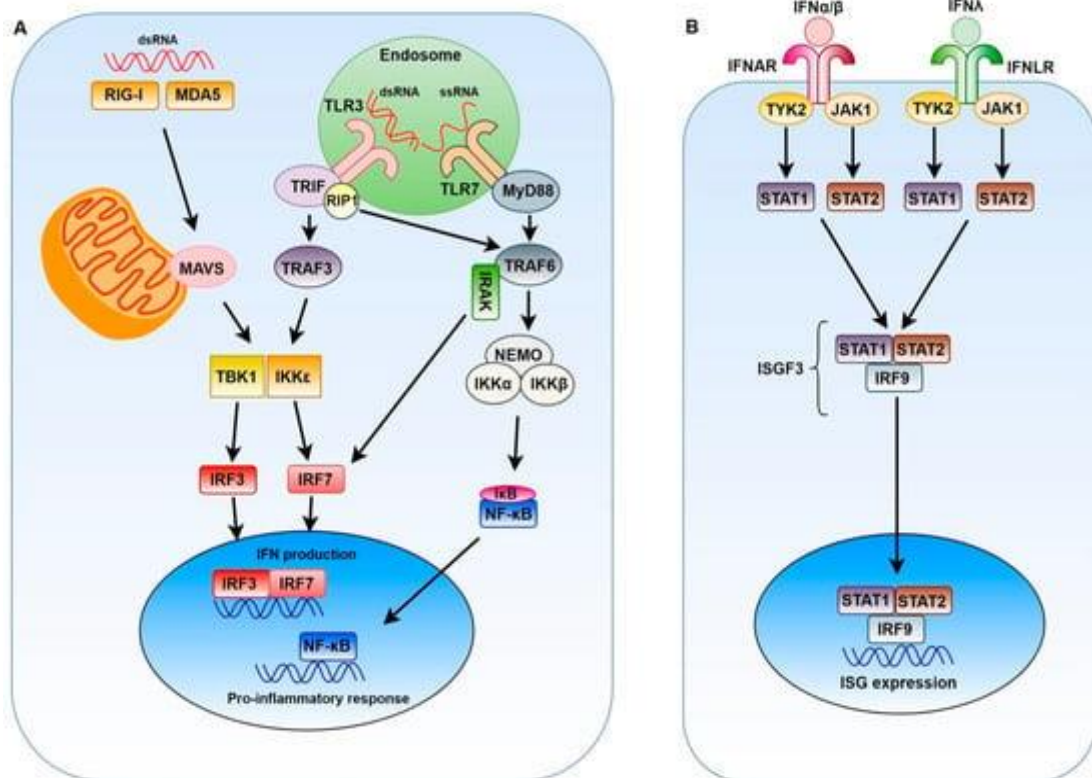 A
dsRNA
RIG-I
MDA5
Endosome
dsRNA
ssRNA
TLR3
TLR7
TRIF
RIP1
MyD88
MAVS
TRAF3
TRAF6
IRAK
TBK1
IKKε
NEMO
IKKα
IKKβ
IRF3
IRF7
IκB
NF-κB
IFN production
IRF3
IRF7
NF-κB
Pro-inflammatory response
B
IFNα/β
IFNλ
IFNAR
IFNLR
TYK2
JAK1
TYK2
JAK1
STAT1
STAT2
STAT1
STAT2
ISGF3
STAT1
STAT2
IRF9
STAT1
STAT2
IRF9
ISG expression